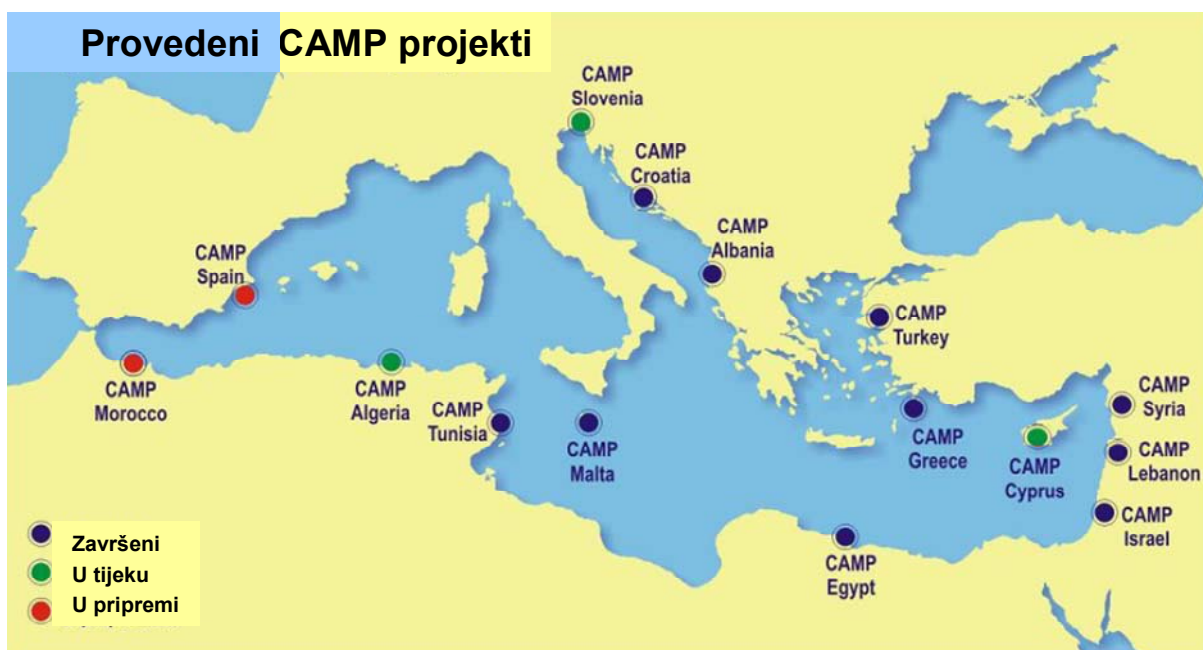 Provedeni CAMP projekti
CAMP
Slovenia
CAMP
Croatia
CAMP
Albania
CAMP
Spain
CAMP
Turkey
CAMP
Morocco
CAMP
Algeria
CAMP
Tunisia
CAMP
Malta
CAMP
Greece
CAMP
Cyprus
CAMP
Syria
CAMP
Lebanon
CAMP
Israel
CAMP
Egypt
Završeni
U tijeku
U pripremi